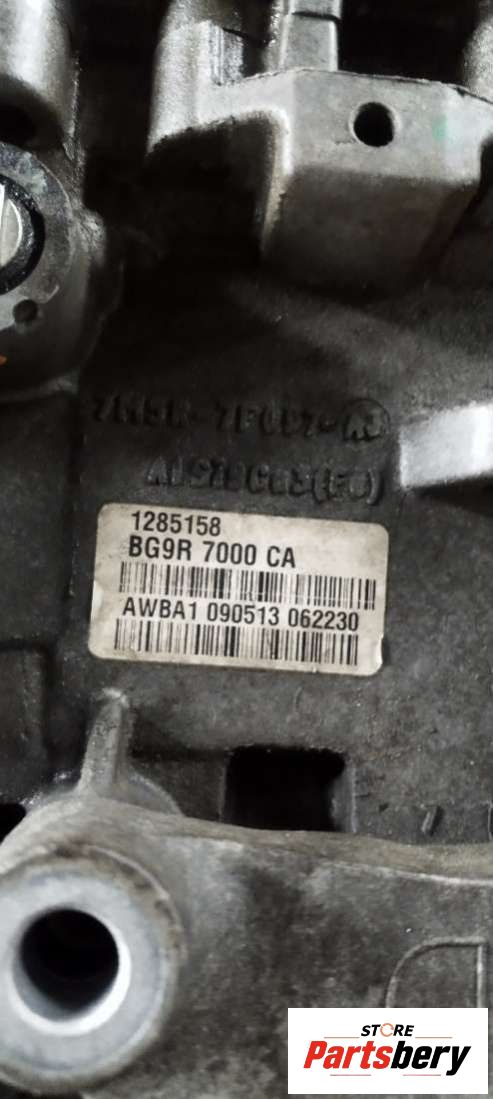 1285158
BG9R 7000 CA
AWBA1 090513 062230
STORE
Partsbery